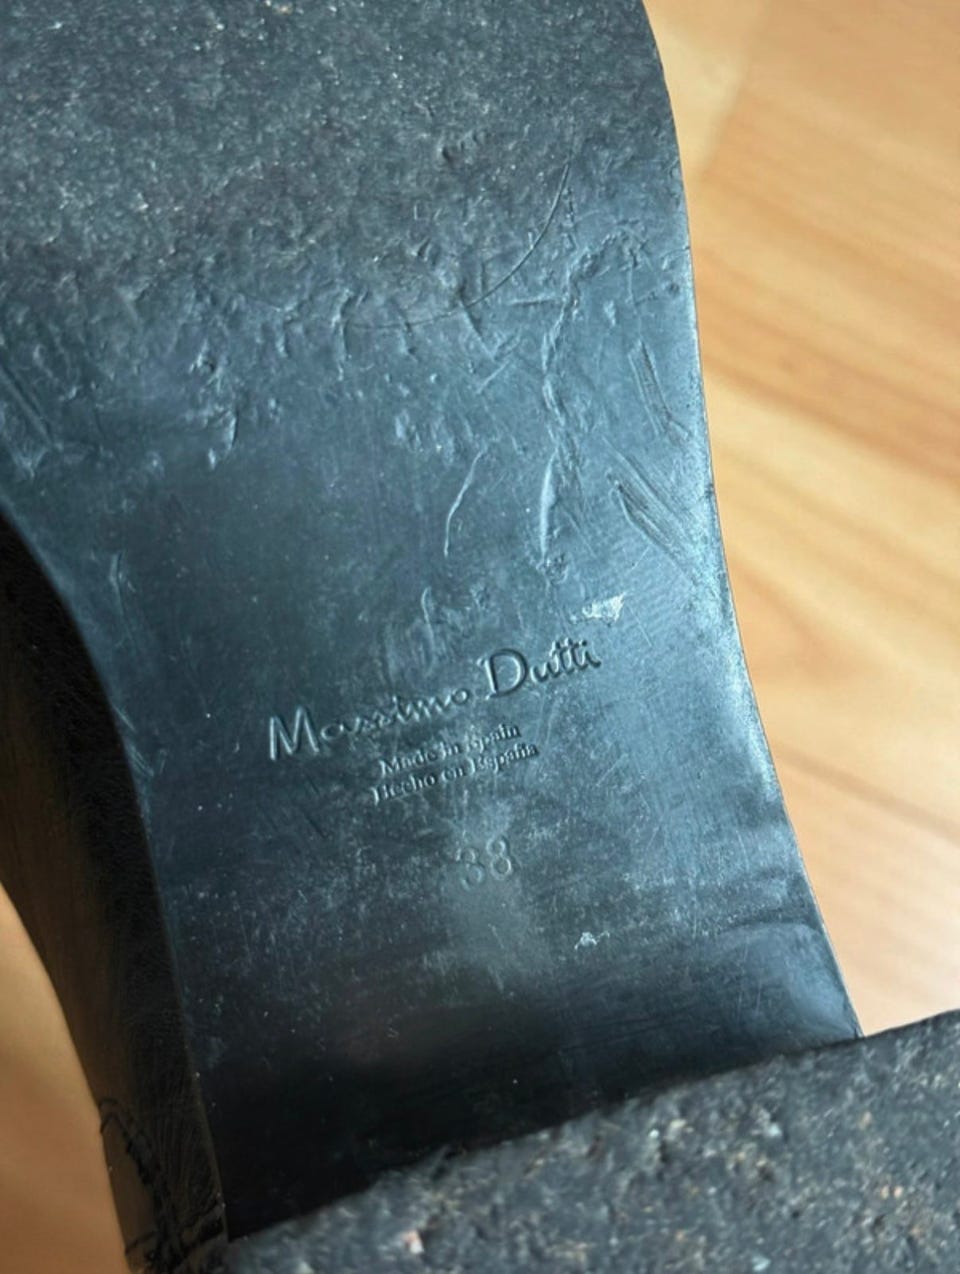 Massimo Dutti
Made in Spain
Hecho en España
38